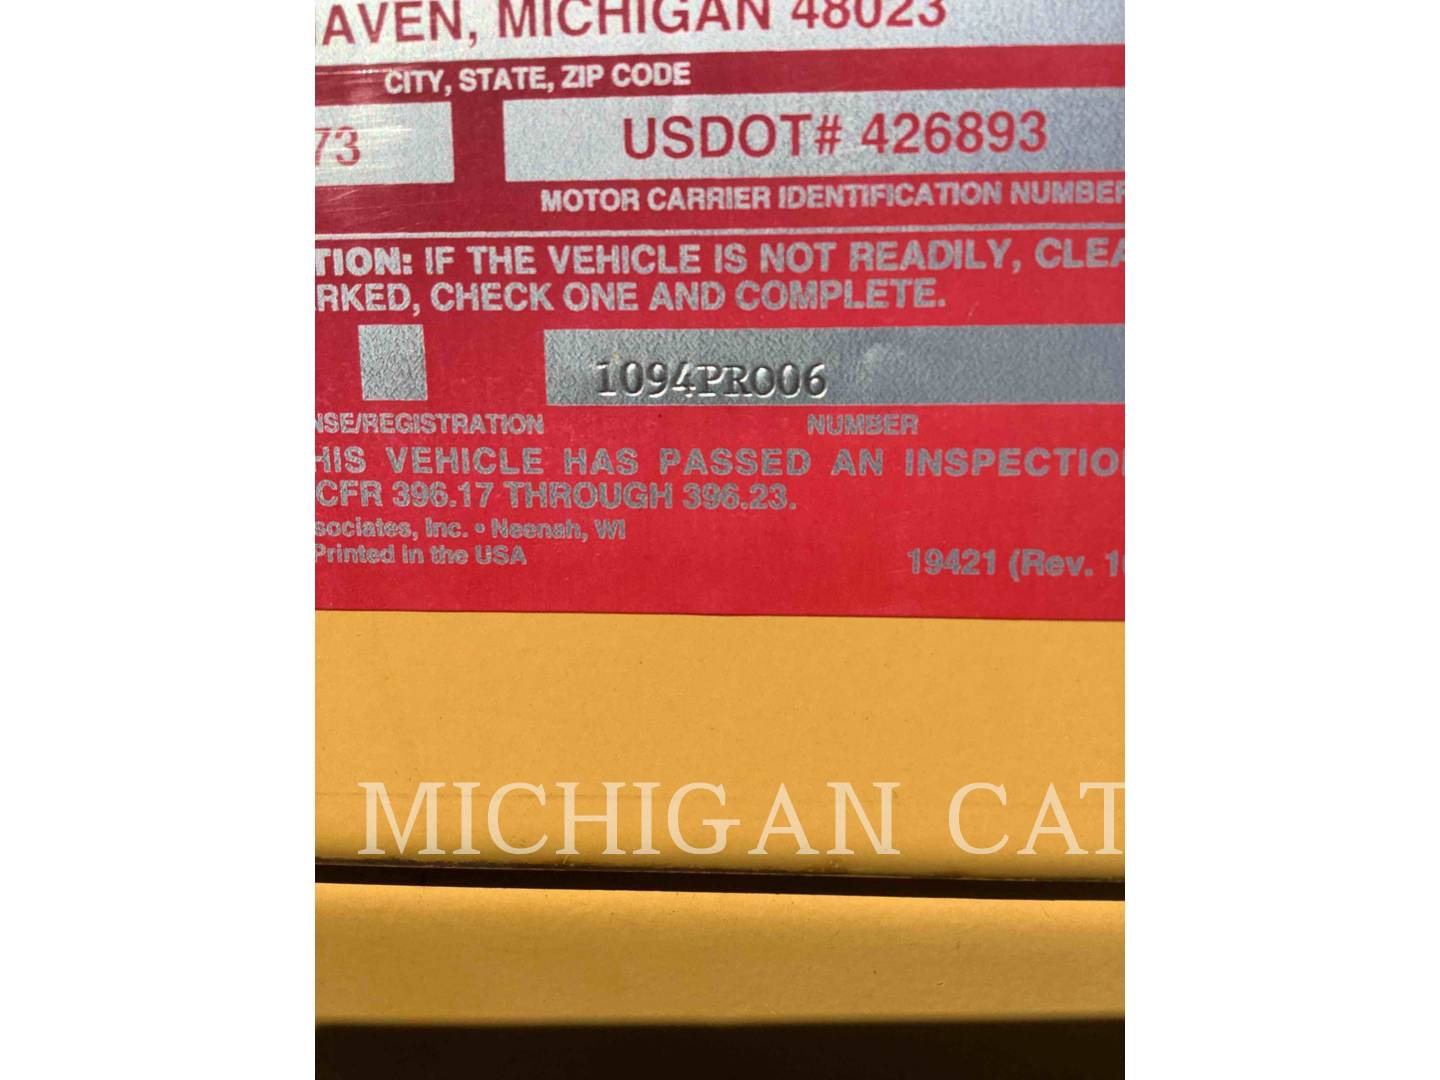 AVEN, MICHIGAN 48023
CITY, STATE, ZIP CODE
73 USDOT# 426893
MOTOR CARRIER IDENTIFICATION NUMBER
TION: IF THE VEHICLE IS NOT READILY, CLEA
RKED, CHECK ONE AND COMPLETE.
1094PR006
NSE/REGISTRATION NUMBER
HIS VEHICLE HAS PASSED AN INSPECTIO
CFR 396.17 THROUGH 396.23.
sociates, Inc. • Neenah, WI
Printed in the USA 19421 (Rev. 1
MICHIGAN CAT